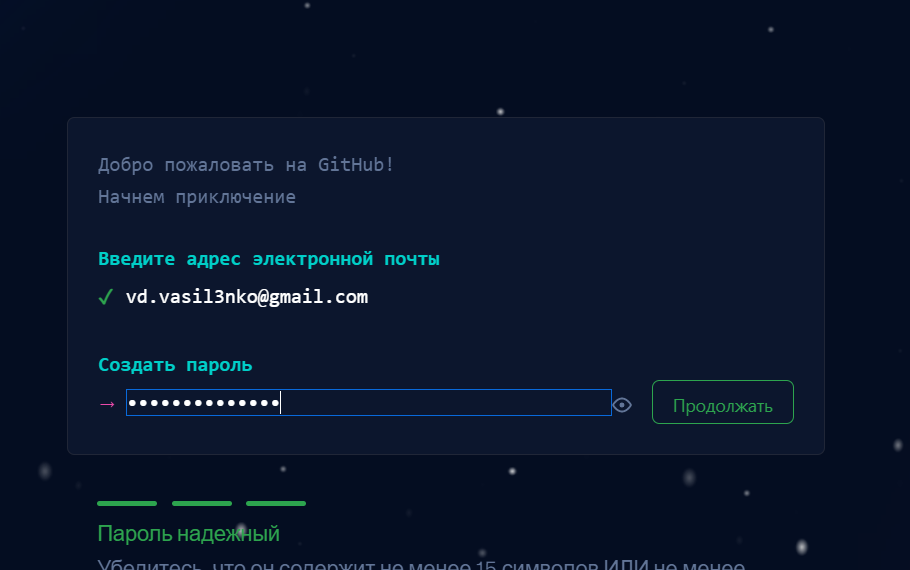 Добро пожаловать на GitHub!
Начнем приключение
Введите адрес электронной почты
✓ vd.vasil3nko@gmail.com
Создать пароль
→ ••••••••••••••
Продолжать
Пароль надежный
Убедитесь, что он содержит не менее 15 символов ИЛИ не менее